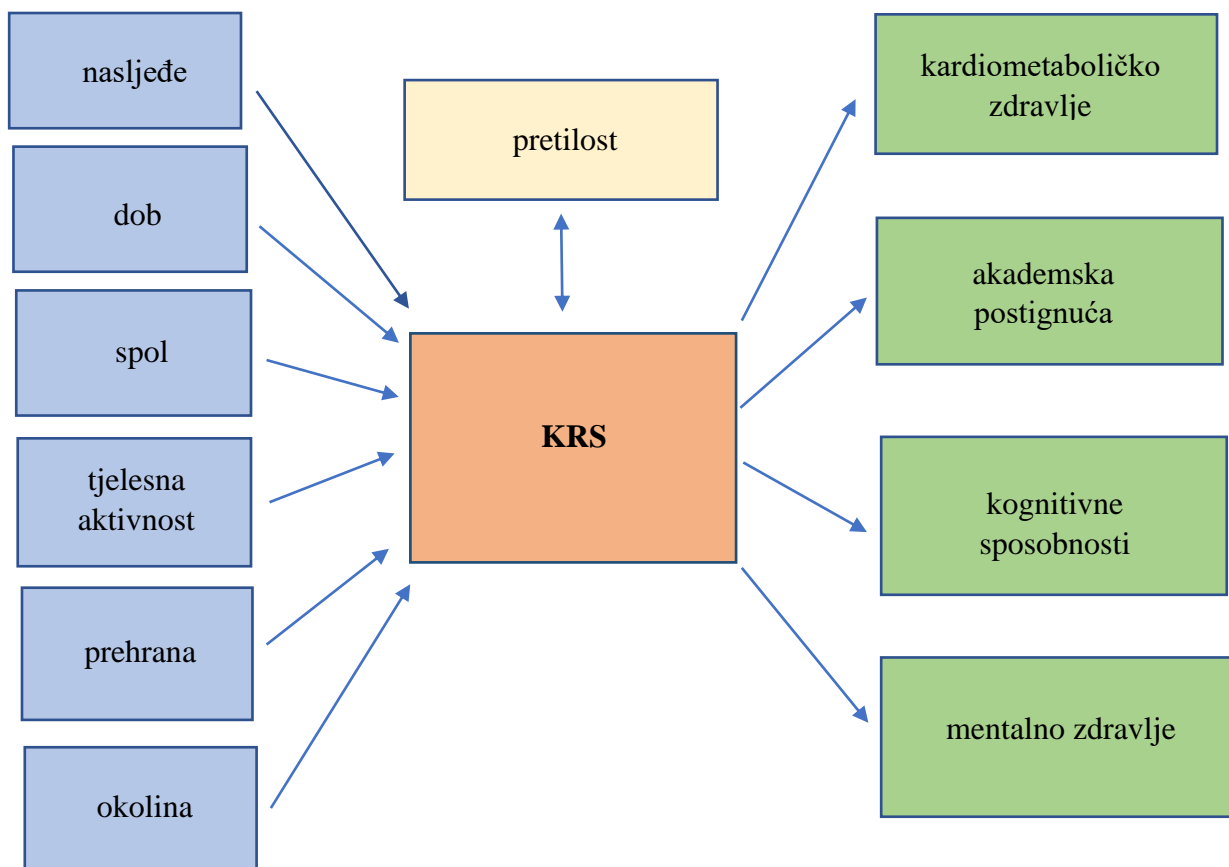 nasljeđe
dob
spol
tjelesna
aktivnost
prehrana
okolina
pretilost
KRS
kardiometaboličko
zdravlje
akademska
postignuća
kognitivne
sposobnosti
mentalno zdravlje